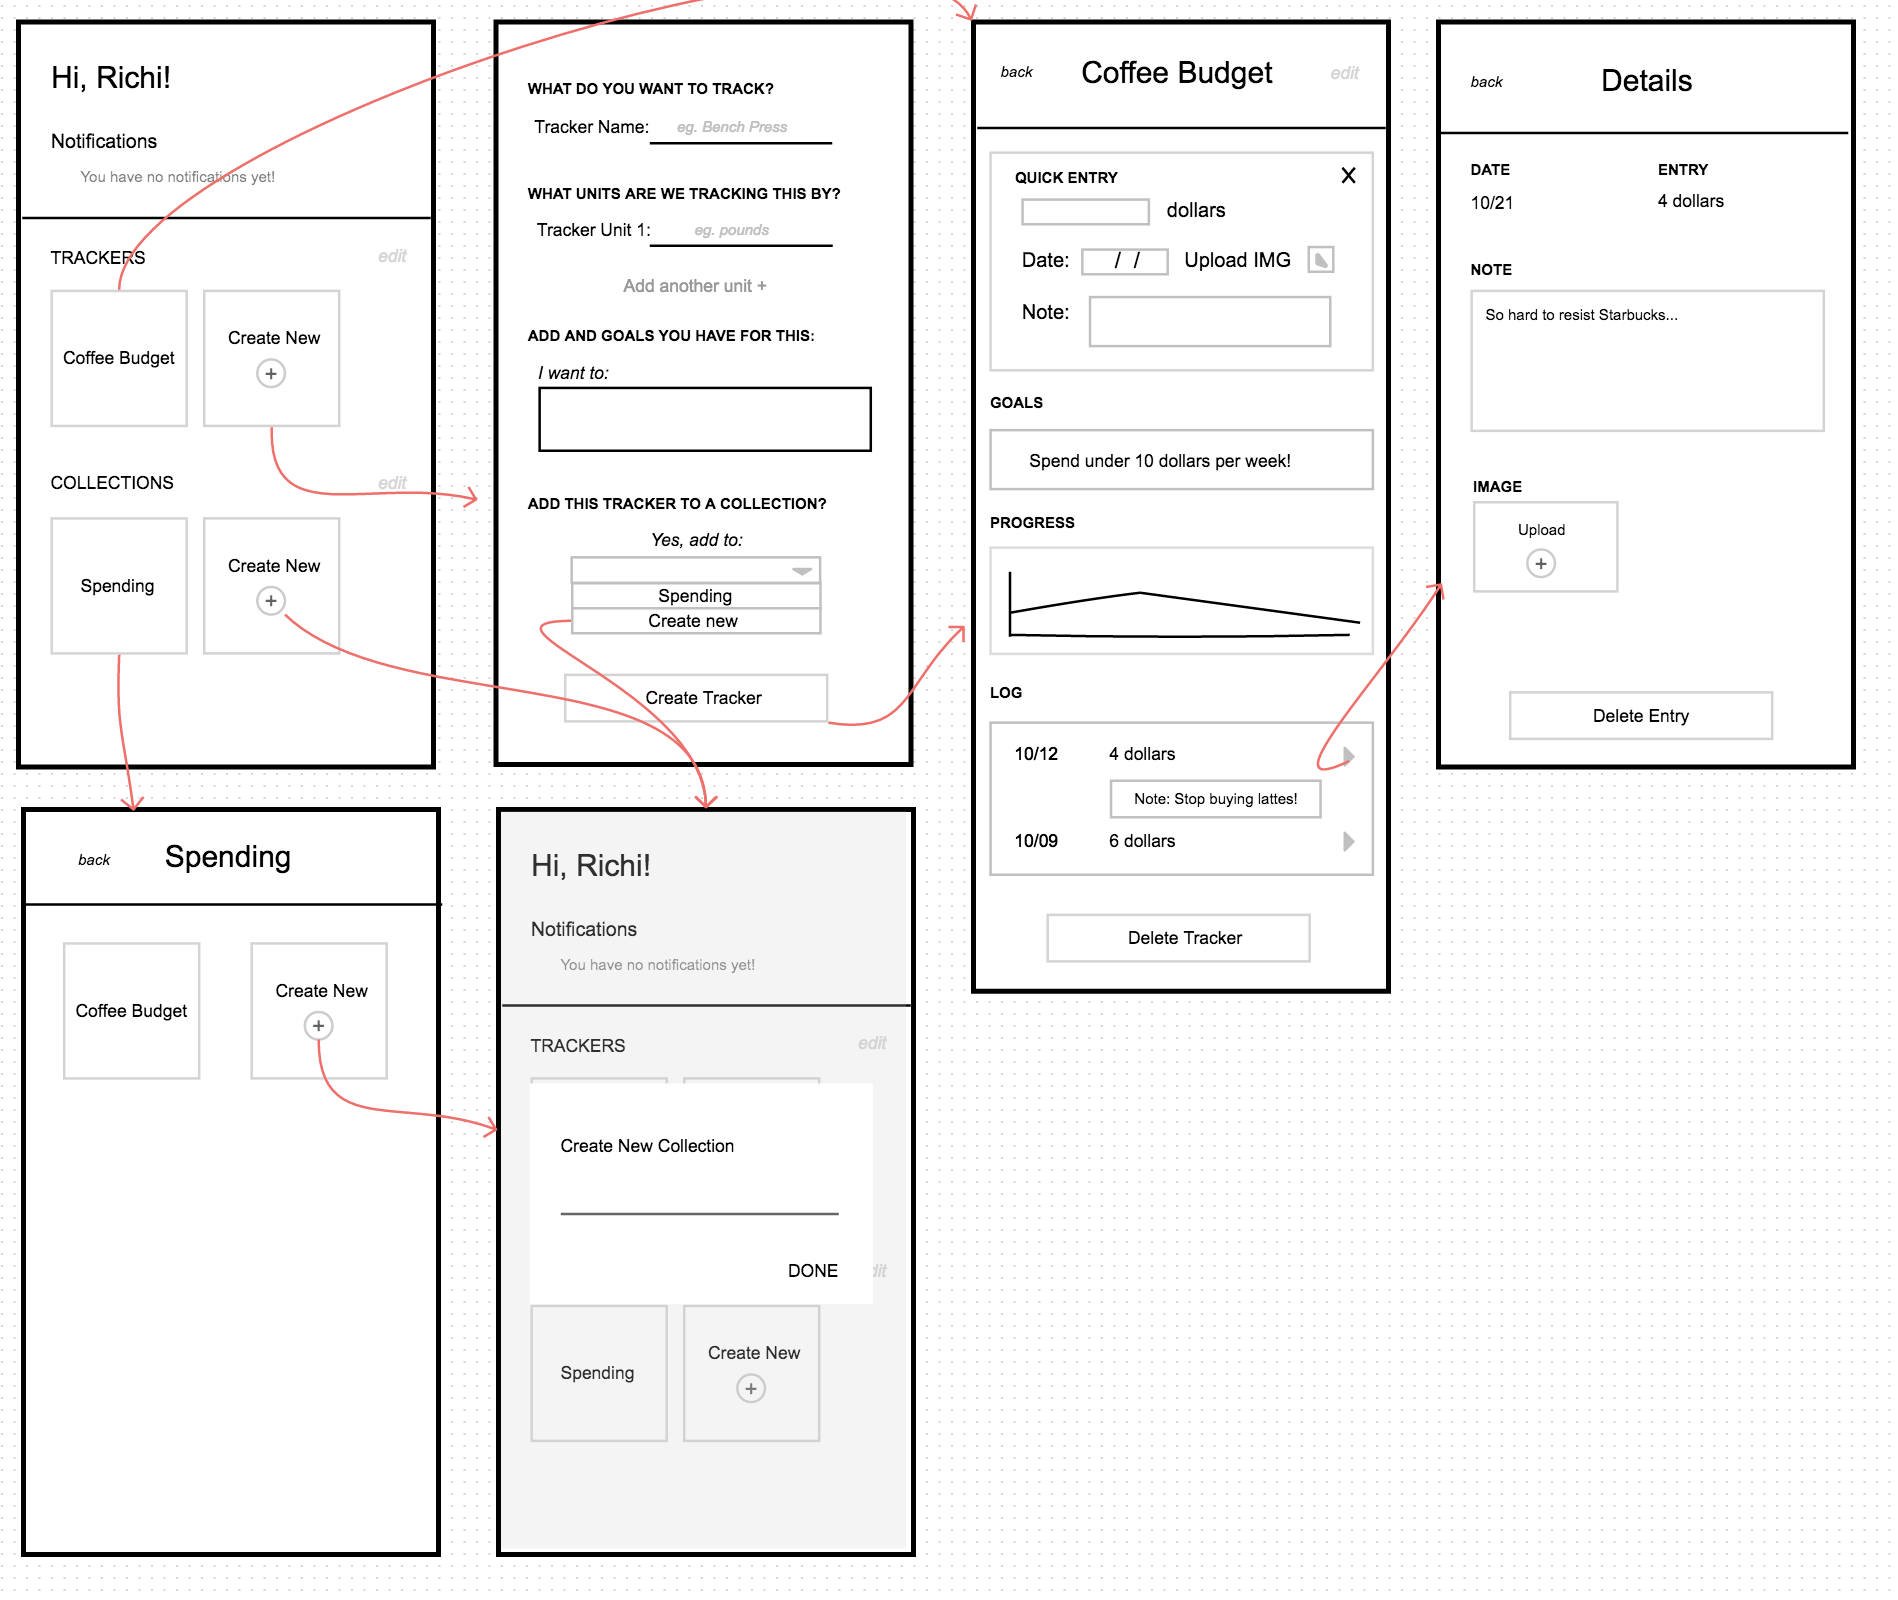 Hi, Richi!
Notifications
You have no notifications yet!
TRACKERS
edit
Coffee Budget
Create New
+
COLLECTIONS
edit
Spending
Create New
+
WHAT DO YOU WANT TO TRACK?
Tracker Name: eg. Bench Press
WHAT UNITS ARE WE TRACKING THIS BY?
Tracker Unit 1: eg. pounds
Add another unit +
ADD AND GOALS YOU HAVE FOR THIS:
I want to:
ADD THIS TRACKER TO A COLLECTION?
Yes, add to:
Spending
Create new
Create Tracker
back
Coffee Budget
edit
QUICK ENTRY
X
dollars
Date: / / Upload IMG
Note:
GOALS
Spend under 10 dollars per week!
PROGRESS
LOG
10/12 4 dollars
Note: Stop buying lattes!
10/09 6 dollars
Delete Tracker
back
Details
DATE ENTRY
10/21 4 dollars
NOTE
So hard to resist Starbucks...
IMAGE
Upload
+
Delete Entry
back
Spending
Coffee Budget
Create New
+
Hi, Richi!
Notifications
You have no notifications yet!
TRACKERS
edit
Create New Collection
DONE
dit
Spending
Create New
+